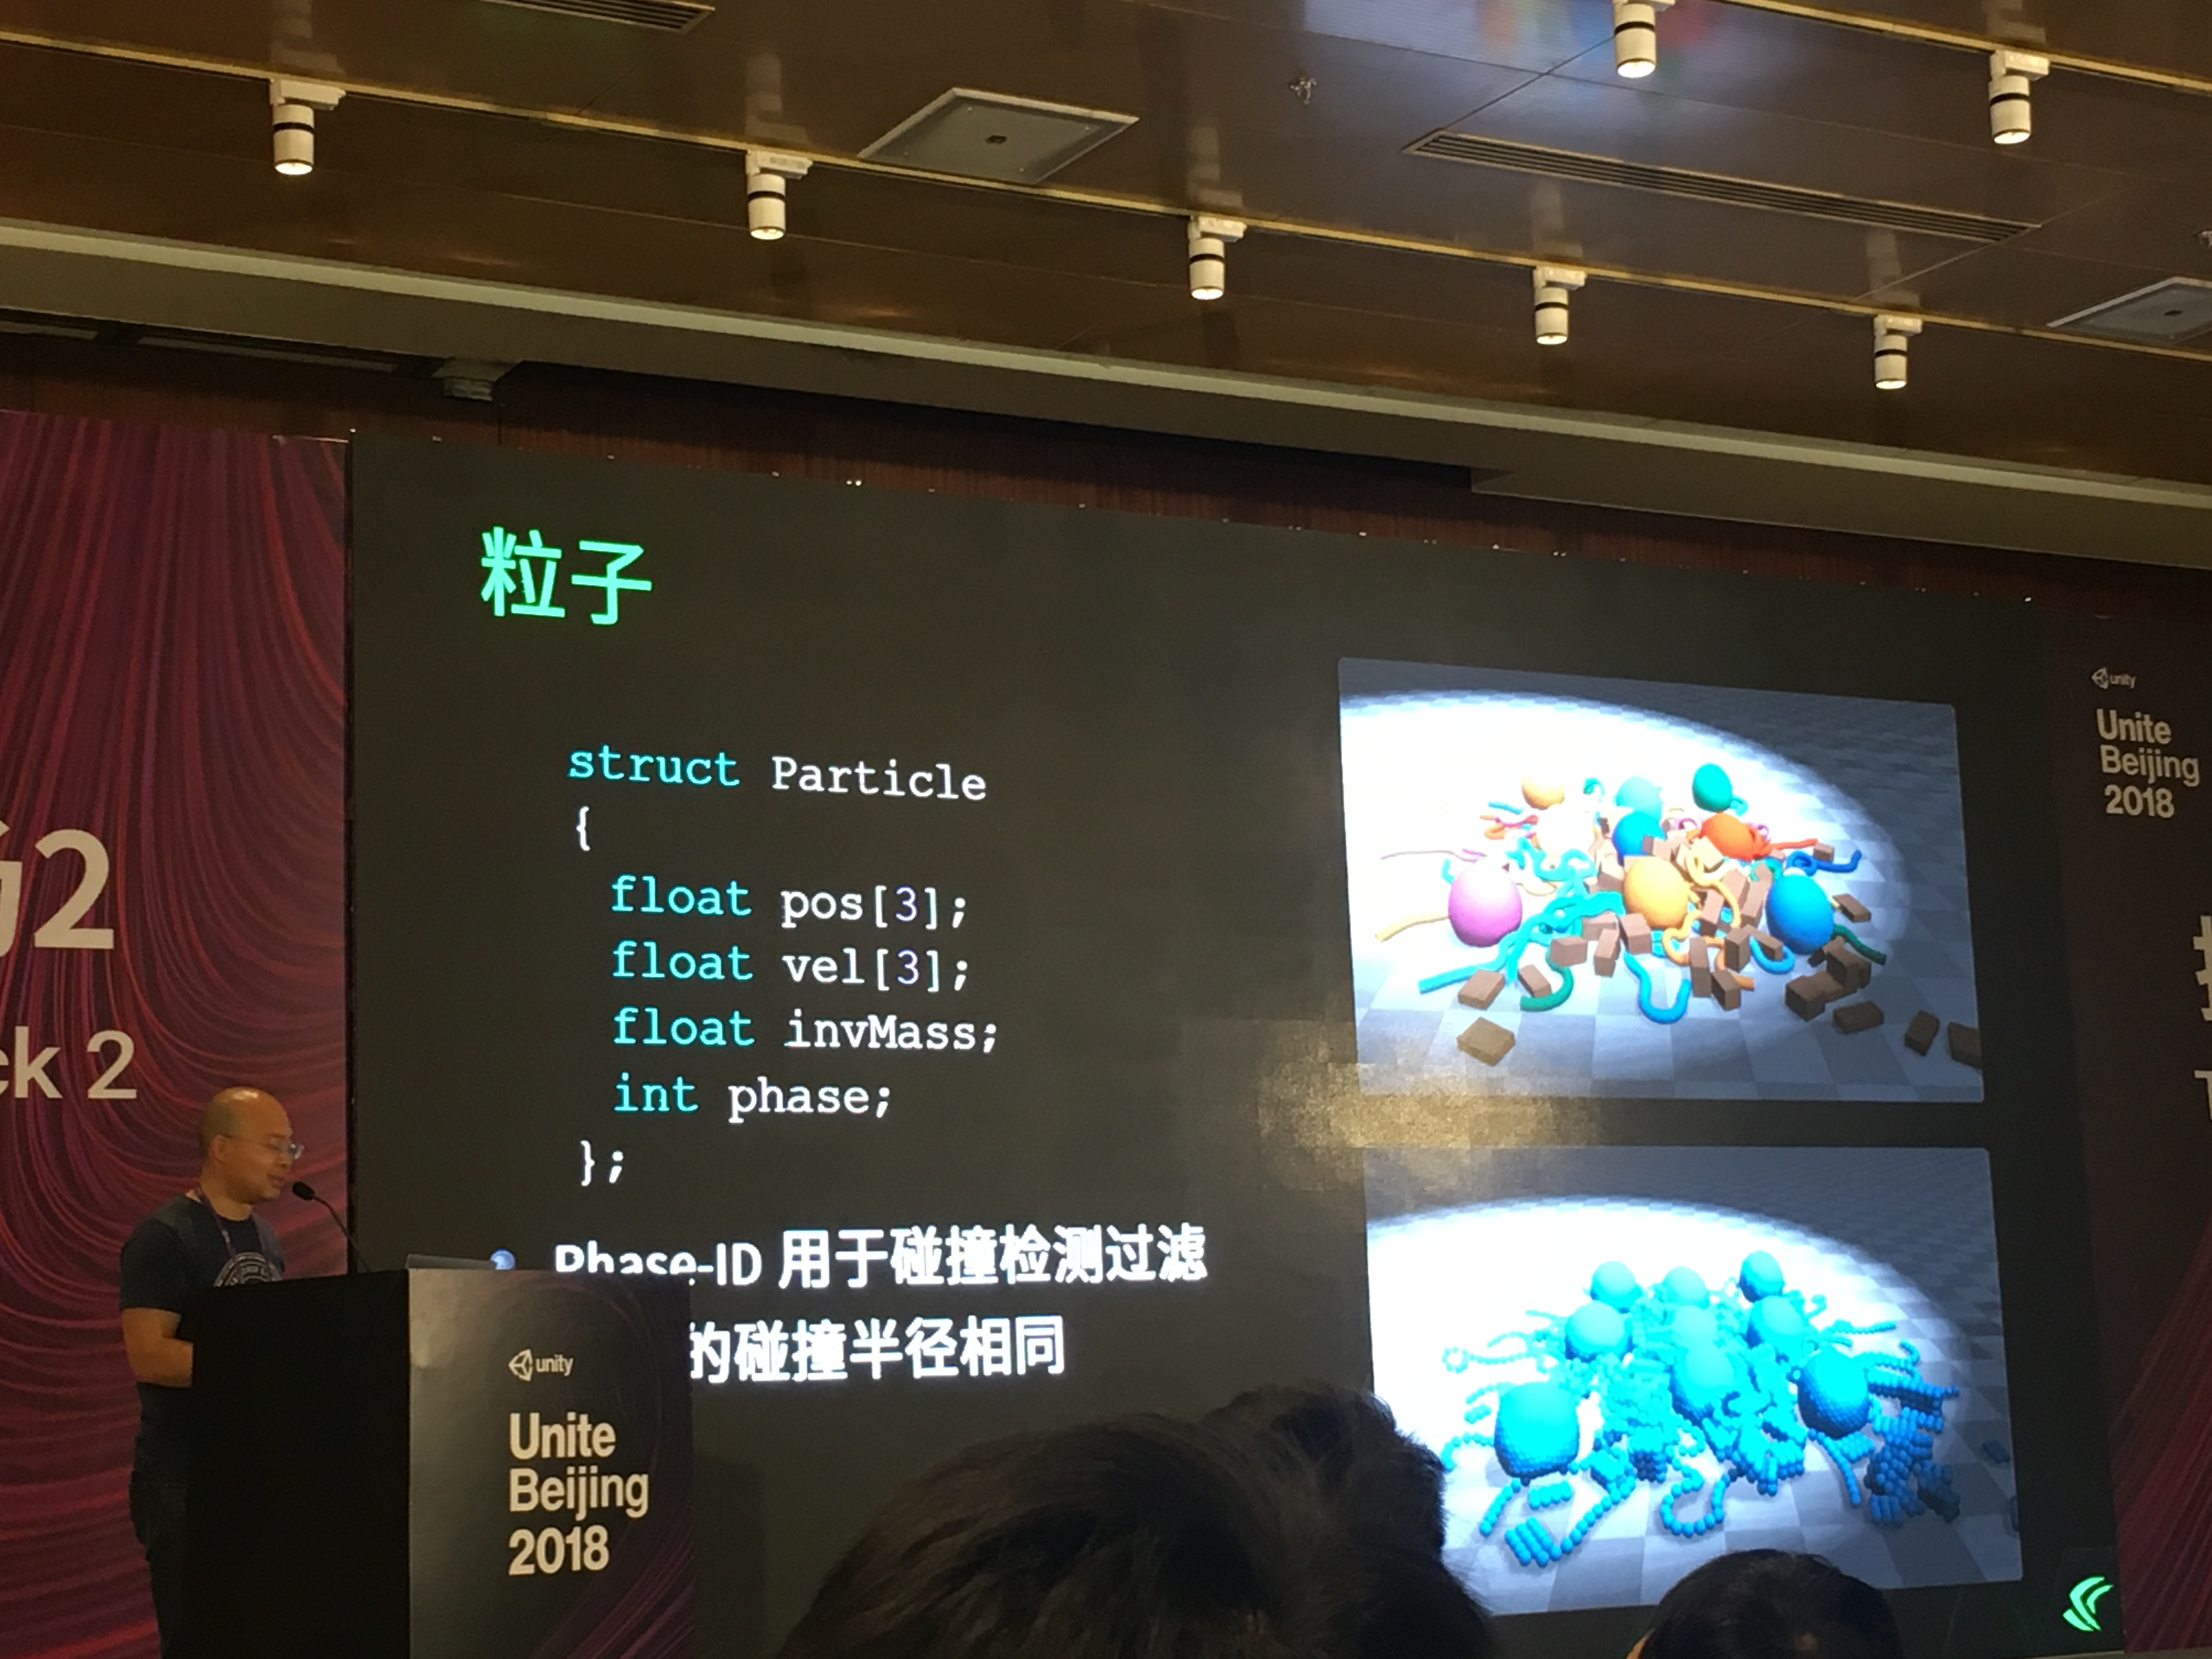 粒子
struct Particle
{
float pos[3];
float vel[3];
float invMass;
int phase;
};
Phase-ID 用于碰撞检测过滤
的碰撞半径相同
unity
Unite
Beijing
2018
unity
Unite
Beijing
2018
2
ck 2